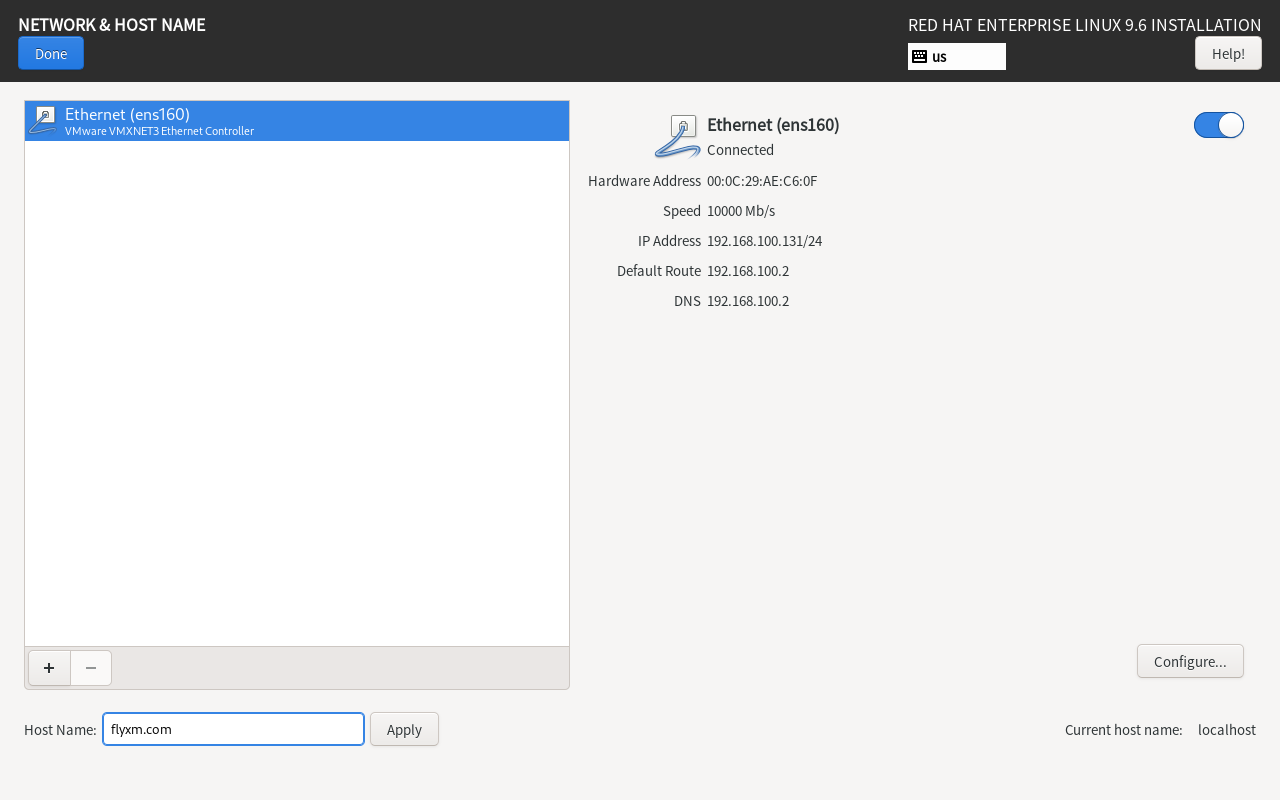 NETWORK & HOST NAME
RED HAT ENTERPRISE LINUX 9.6 INSTALLATION
Done
us
Help!
Ethernet (ens160)
VMware VMXNET3 Ethernet Controller
Ethernet (ens160)
Connected
Hardware Address 00:0C:29:AE:C6:0F
Speed 10000 Mb/s
IP Address 192.168.100.131/24
Default Route 192.168.100.2
DNS 192.168.100.2
+ −
Configure...
Host Name: flyxm.com Apply
Current host name: localhost